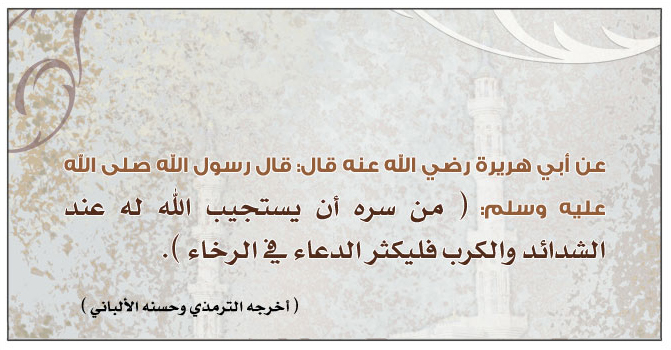 عن أبي هريرة رضي الله عنه قال: قال رسول الله صلى الله
عليه وسلم: ( من سره أن يستجيب الله له عند
الشدائد والكرب فليكثر الدعاء في الرخاء ).
( أخرجه الترمذي وحسنه الألباني )